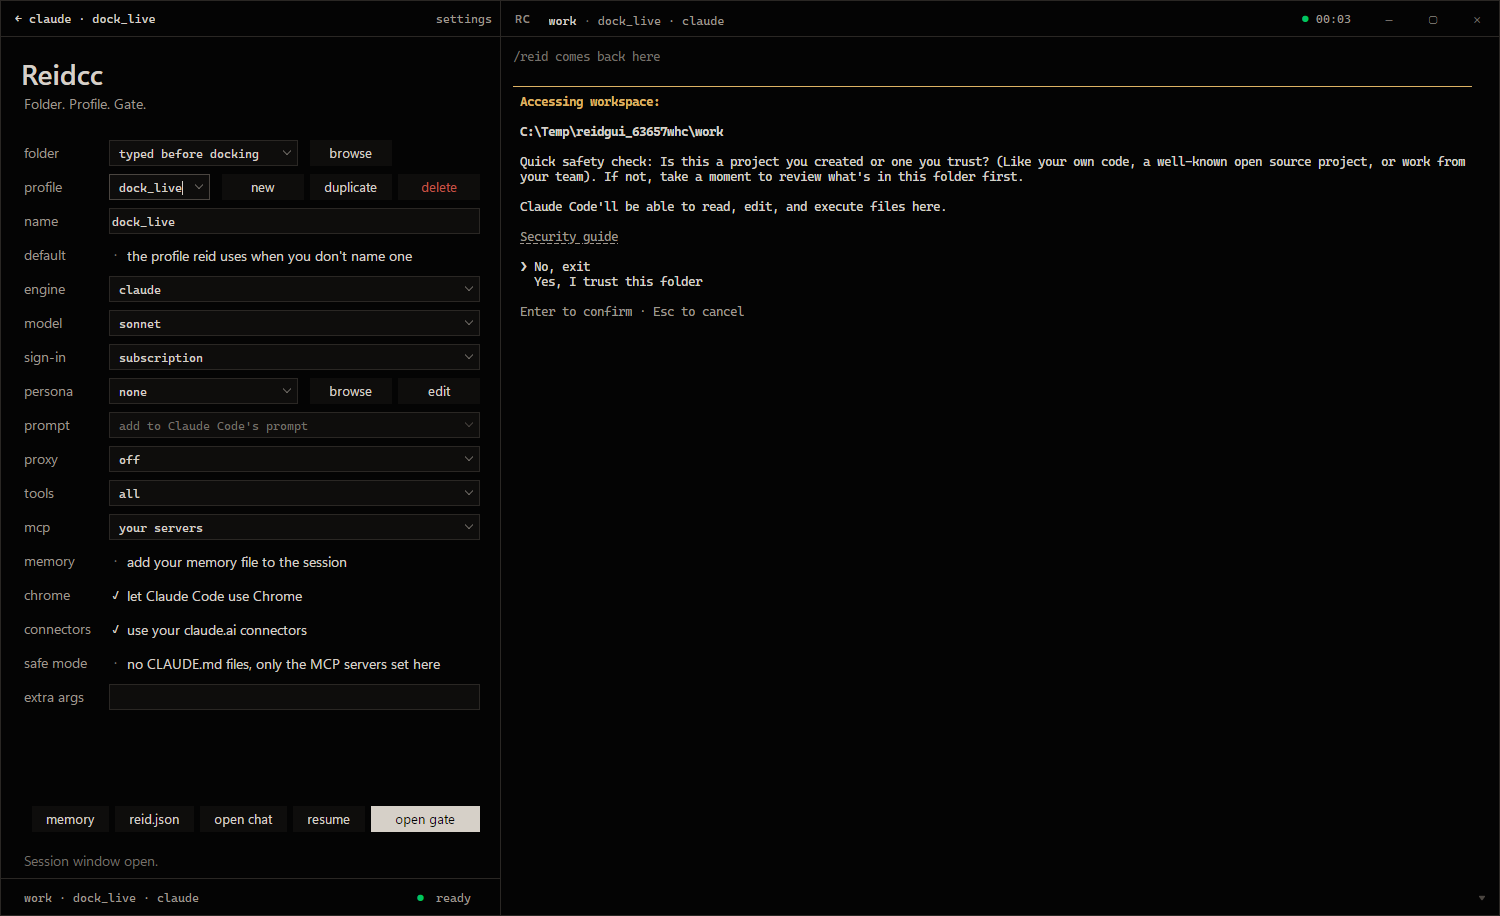 ← claude · dock_live
settings
Reidcc
Folder. Profile. Gate.
folder typed before docking browse
profile dock_live new duplicate delete
name dock_live
default · the profile reid uses when you don't name one
engine claude
model sonnet
sign-in subscription
persona none browse edit
prompt add to Claude Code's prompt
proxy off
tools all
mcp your servers
memory · add your memory file to the session
chrome ✓ let Claude Code use Chrome
connectors ✓ use your claude.ai connectors
safe mode · no CLAUDE.md files, only the MCP servers set here
extra args
memory reid.json open chat resume open gate
Session window open.
work · dock_live · claude ● ready
RC work · dock_live · claude ● 00:03
/reid comes back here
Accessing workspace:
C:\Temp\reidgui_63657whc\work
Quick safety check: Is this a project you created or one you trust? (Like your own code, a well-known open source project, or work from
your team). If not, take a moment to review what's in this folder first.
Claude Code'll be able to read, edit, and execute files here.
Security guide
❯ No, exit
Yes, I trust this folder
Enter to confirm · Esc to cancel